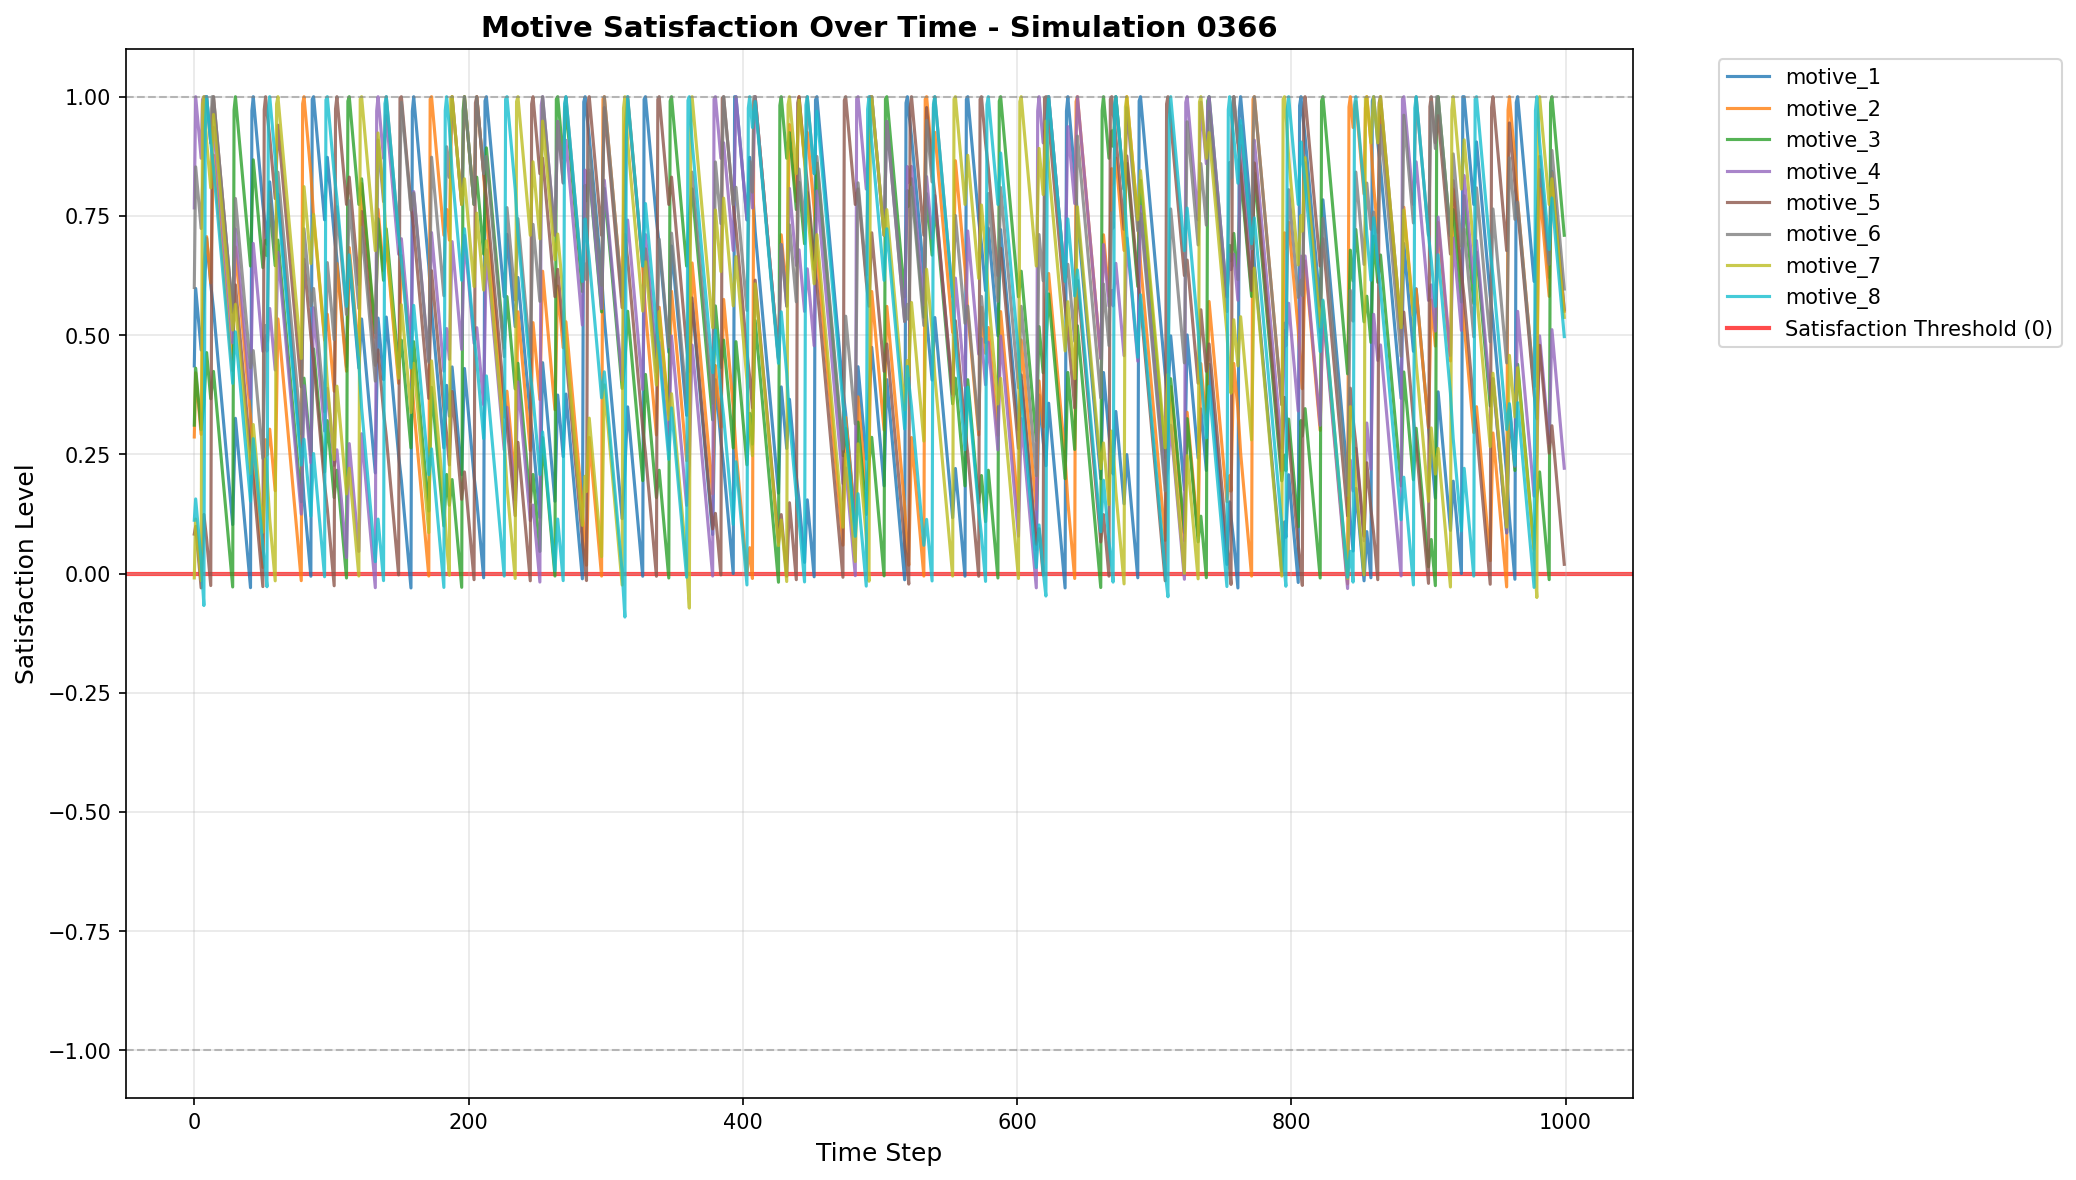 Motive Satisfaction Over Time - Simulation 0366
Satisfaction Level
1.00
0.75
0.50
0.25
0.00
−0.25
−0.50
−0.75
−1.00
0
200
400
600
800
1000
Time Step
motive_1
motive_2
motive_3
motive_4
motive_5
motive_6
motive_7
motive_8
Satisfaction Threshold (0)